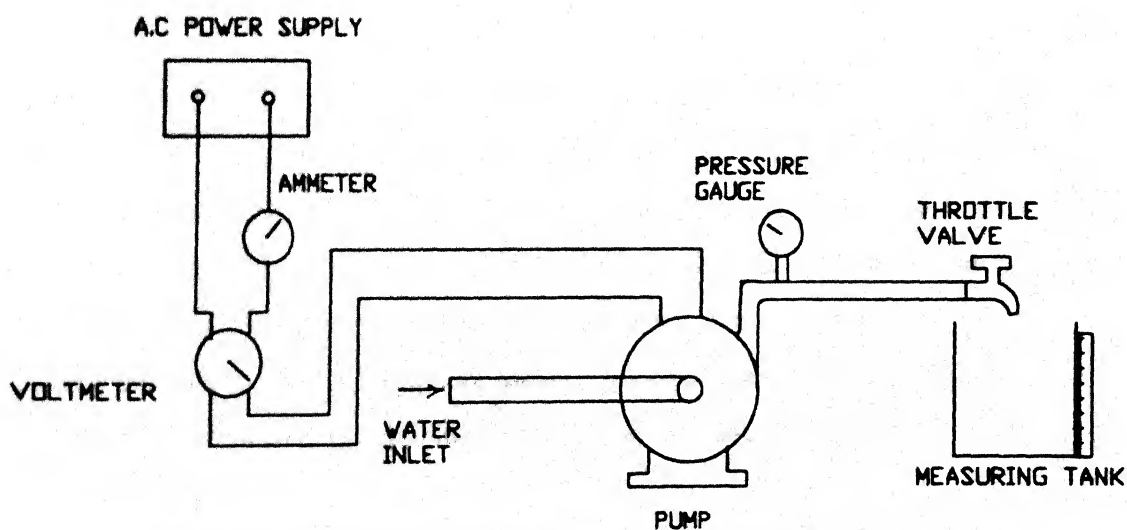 A.C POWER SUPPLY
AMMETER
PRESSURE
GAUGE
THROTTLE
VALVE
VOLTMETER
WATER
INLET
MEASURING TANK
PUMP